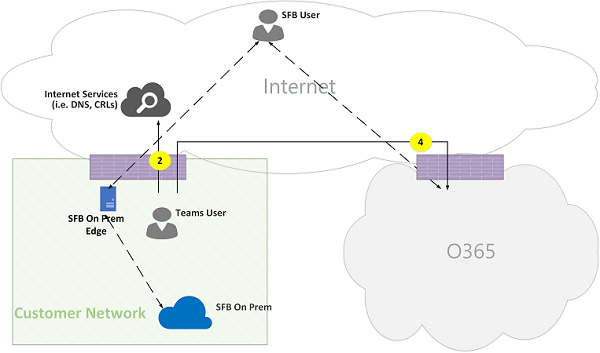 SFB User
Internet
Internet Services
(i.e. DNS, CRLs)
4
2
SFB On Prem
Edge
Teams User
O365
SFB On Prem
Customer Network